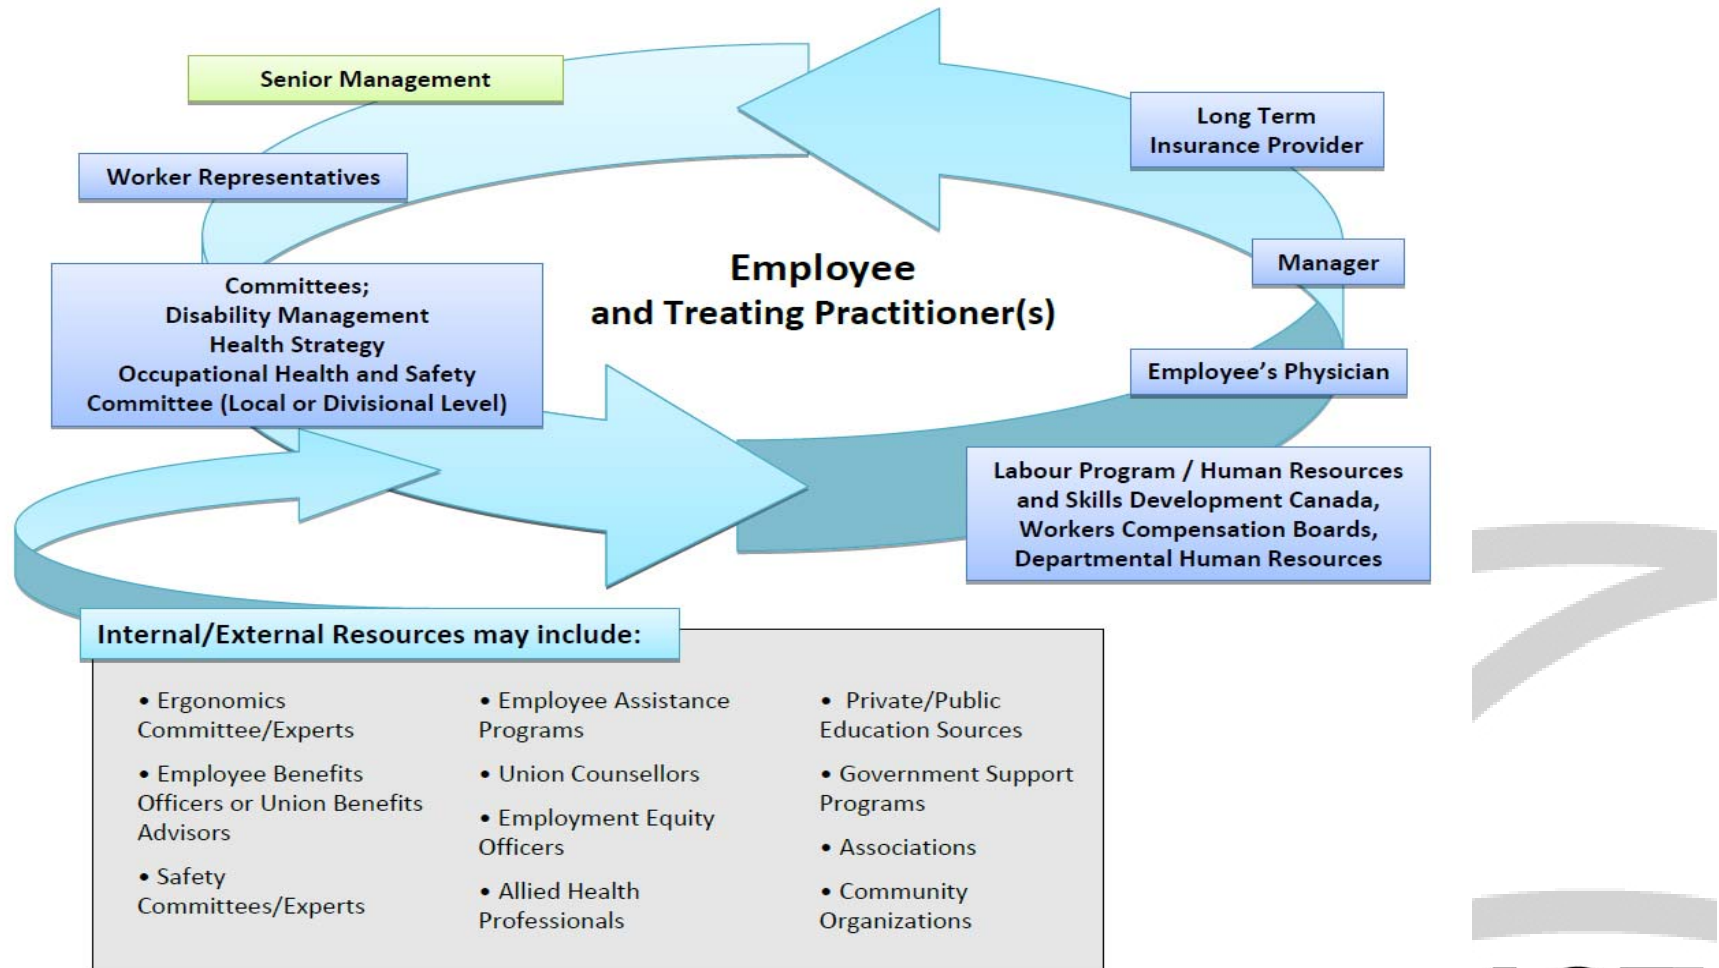 Senior Management
Long Term
Insurance Provider
Worker Representatives
Manager
Employee
and Treating Practitioner(s)
Committees;
Disability Management
Health Strategy
Occupational Health and Safety
Committee (Local or Divisional Level)
Employee’s Physician
Labour Program / Human Resources
and Skills Development Canada,
Workers Compensation Boards,
Departmental Human Resources
Internal/External Resources may include:
• Ergonomics
Committee/Experts
• Employee Benefits
Officers or Union Benefits
Advisors
• Safety
Committees/Experts
• Employee Assistance
Programs
• Union Counsellors
• Employment Equity
Officers
• Allied Health
Professionals
• Private/Public
Education Sources
• Government Support
Programs
• Associations
• Community
Organizations